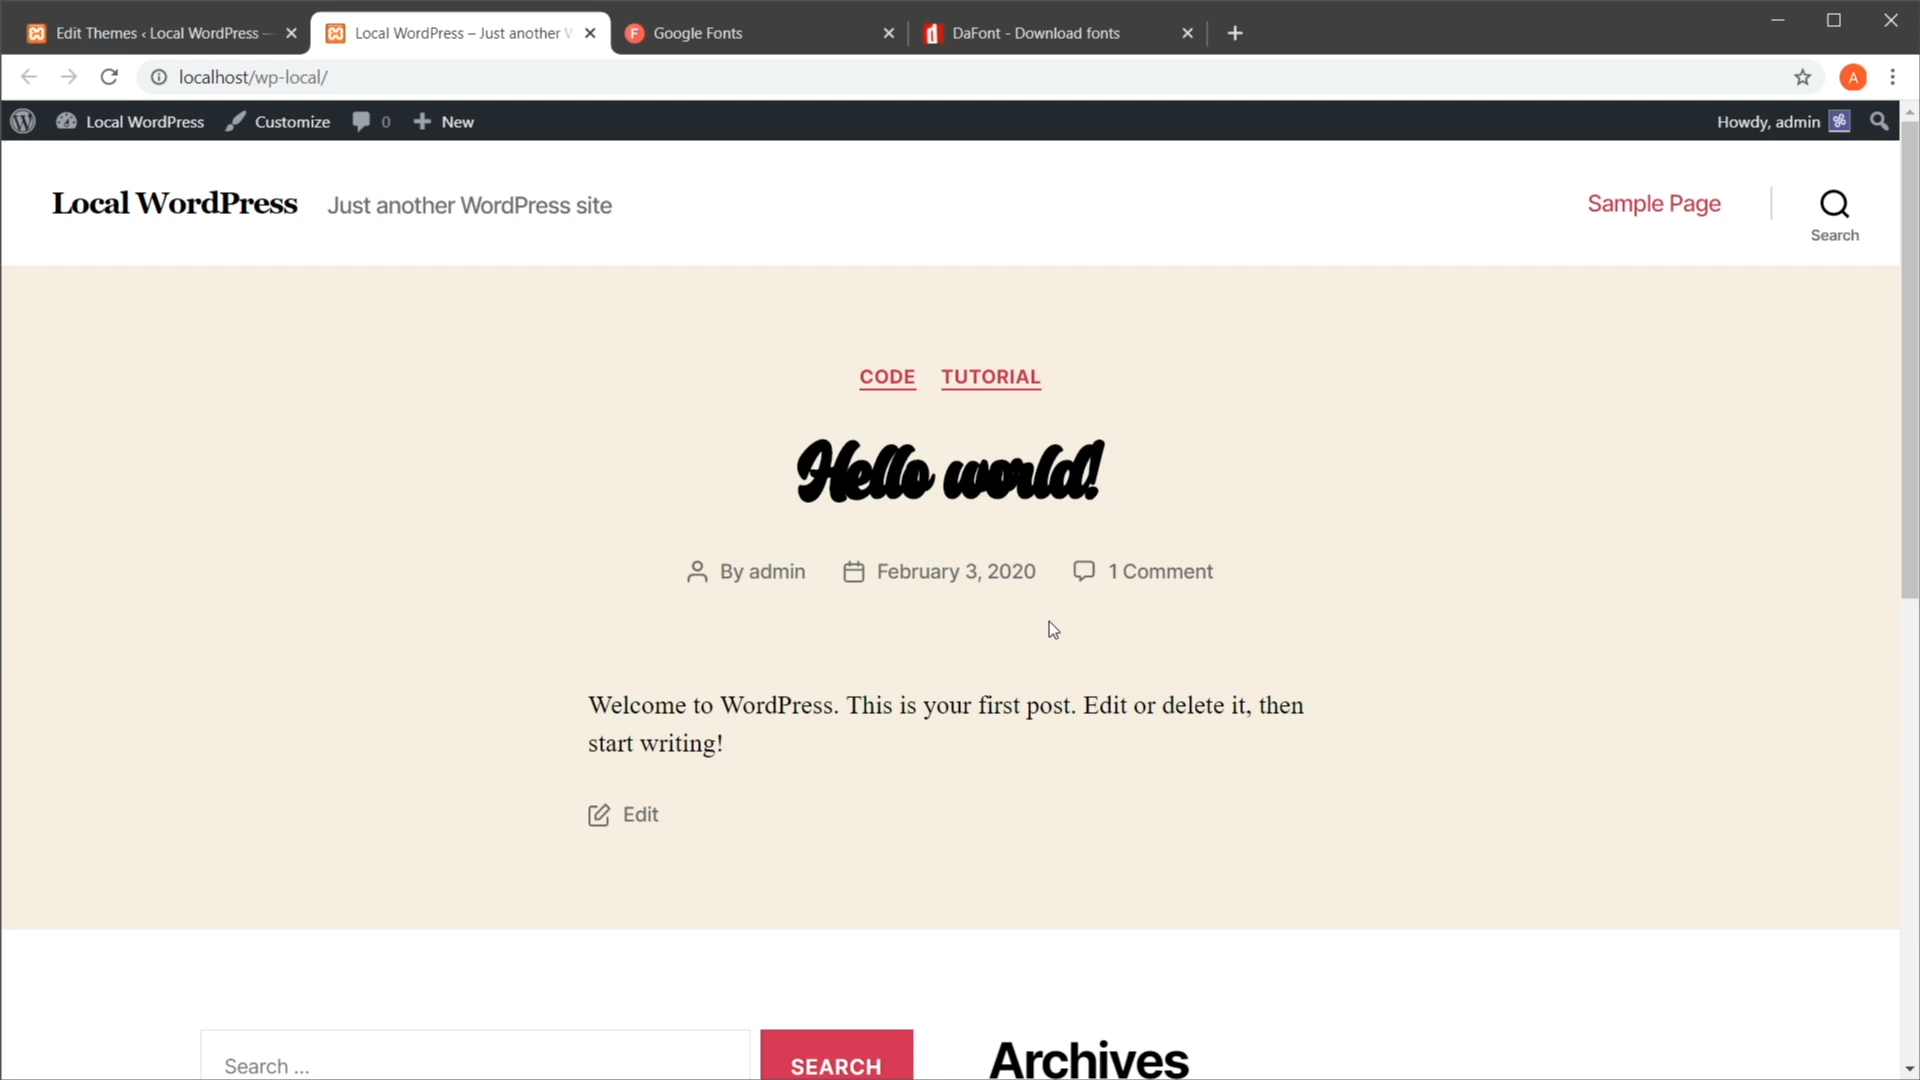 Edit Themes ‹ Local WordPress —
Local WordPress – Just another W
Google Fonts
DaFont - Download fonts
localhost/wp-local/
A
Local WordPress
Customize
0
New
Howdy, admin
Local WordPress
Just another WordPress site
Sample Page
Search
CODE
TUTORIAL
Hello world!
By admin
February 3, 2020
1 Comment
Welcome to WordPress. This is your first post. Edit or delete it, then
start writing!
Edit
Search ...
SEARCH
Archives